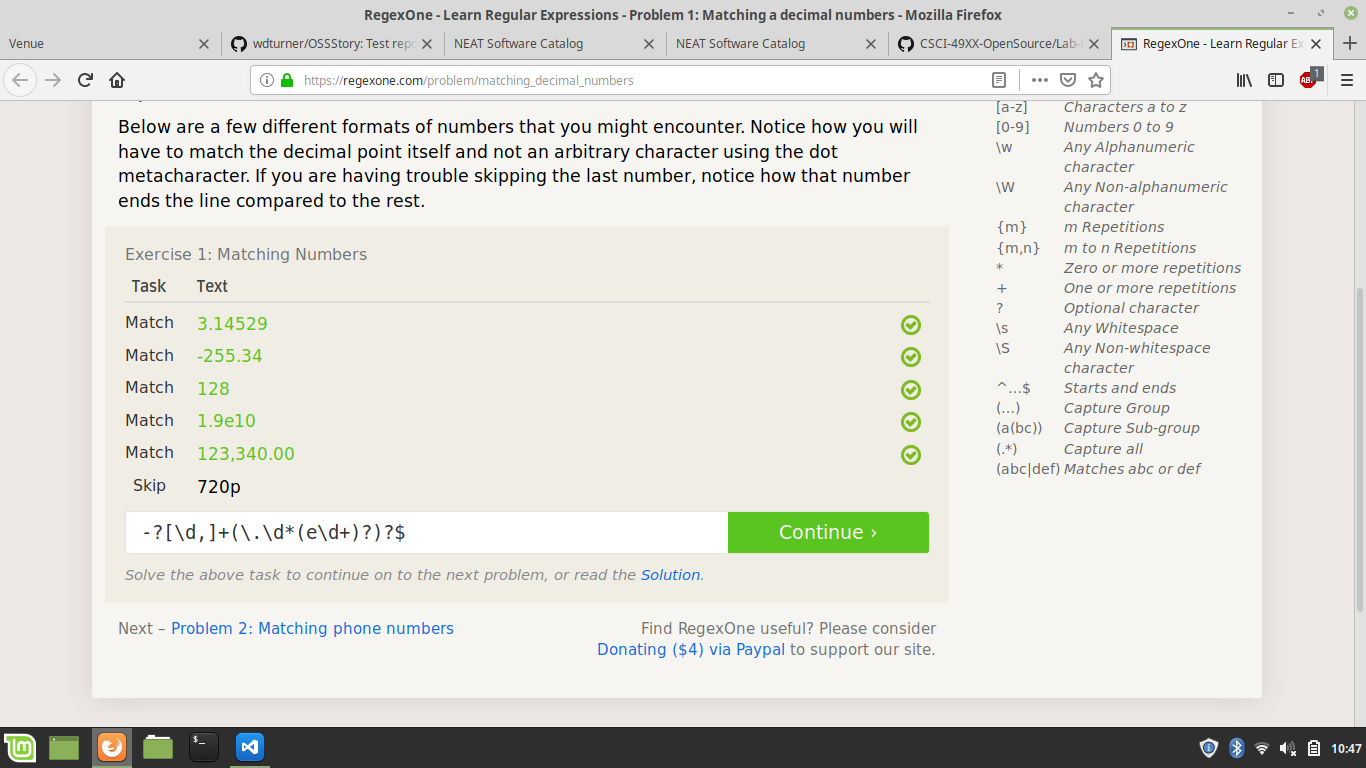 RegexOne - Learn Regular Expressions - Problem 1: Matching a decimal numbers - Mozilla Firefox
Venue
wdturner/OSSStory: Test repo
NEAT Software Catalog
NEAT Software Catalog
CSCI-49XX-OpenSource/Lab-
RegexOne - Learn Regular Ex
https://regexone.com/problem/matching_decimal_numbers
ABP
1
Below are a few different formats of numbers that you might encounter. Notice how you will
have to match the decimal point itself and not an arbitrary character using the dot
metacharacter. If you are having trouble skipping the last number, notice how that number
ends the line compared to the rest.
Exercise 1: Matching Numbers
Task Text
Match 3.14529
Match -255.34
Match 128
Match 1.9e10
Match 123,340.00
Skip 720p
-?[\d,]+(\.\d*(e\d+)?)?$
Continue ›
Solve the above task to continue on to the next problem, or read the Solution.
Next – Problem 2: Matching phone numbers
Find RegexOne useful? Please consider
Donating ($4) via Paypal to support our site.
[a-z] Characters a to z
[0-9] Numbers 0 to 9
\w Any Alphanumeric
character
\W Any Non-alphanumeric
character
{m} m Repetitions
{m,n} m to n Repetitions
* Zero or more repetitions
+ One or more repetitions
? Optional character
\s Any Whitespace
\S Any Non-whitespace
character
^...$ Starts and ends
(...) Capture Group
(a(bc)) Capture Sub-group
(.*) Capture all
(abc|def) Matches abc or def
10:47